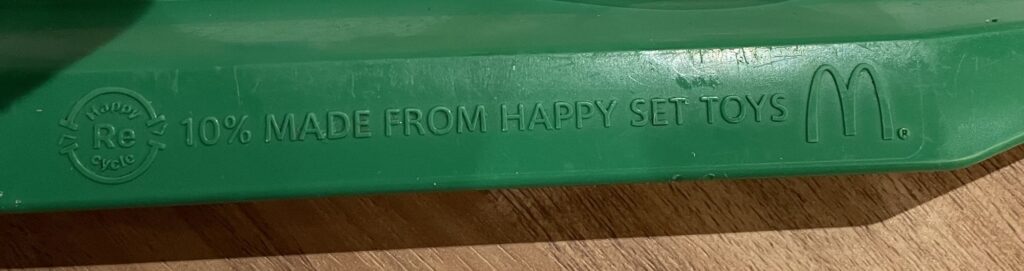 Happy
Re
cycle
10% MADE FROM HAPPY SET TOYS
M®